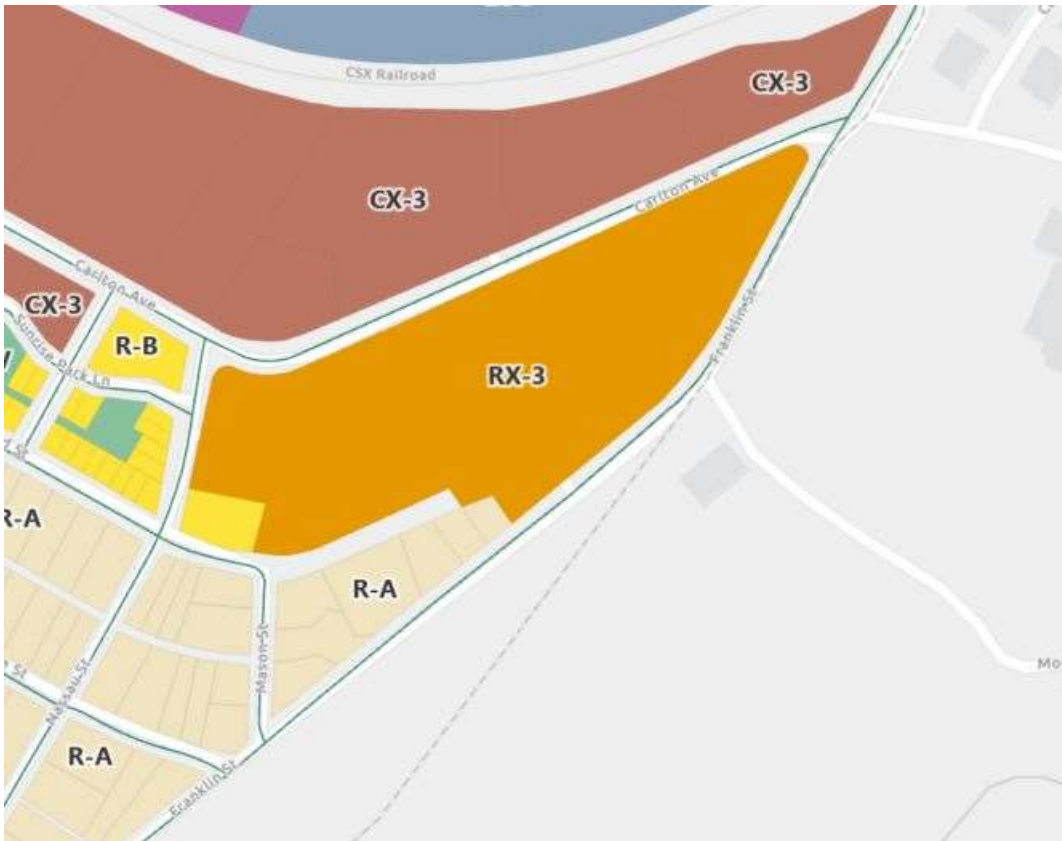 CSX Railroad
CX-3
CX-3
Carlton Ave
Carlton Ave
CX-3
Sunrise Park Ln
R-B
RX-3
Franklin St
R-A
R-A
Mason St
Nassau St
R-A
Franklin St